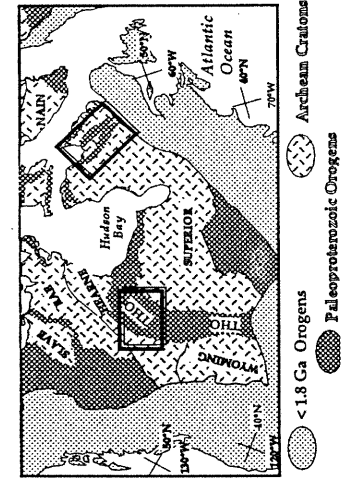 SLAVE
RAE
HEARNE
Hudson
Bay
NAIN
THO
THO
SUPERIOR
WYOMING
Atlantic
Ocean
50°N
60°W
60°N
70°W
50°N
130°W
40°N
120°W
< 1.8 Ga Orogens
Archean Cratons
Paleoproterozoic Orogens